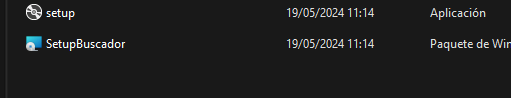 setup 19/05/2024 11:14 Aplicación
SetupBuscador 19/05/2024 11:14 Paquete de Win